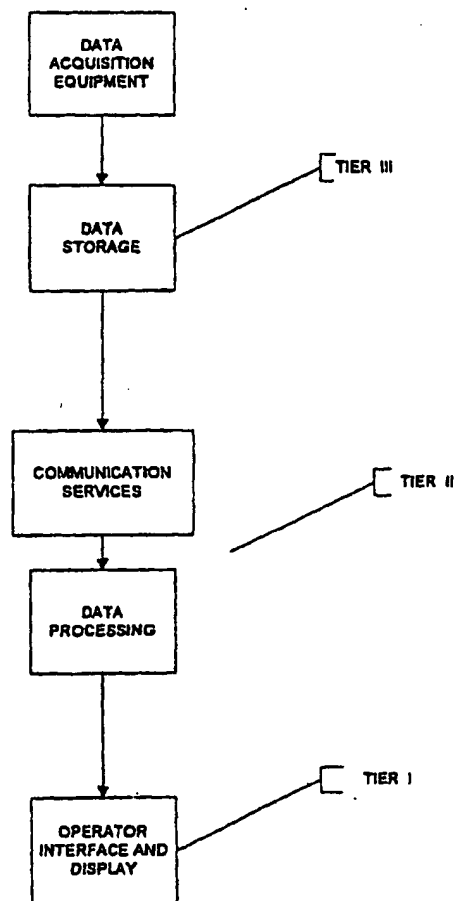 DATA
ACQUISITION
EQUIPMENT
TIER III
DATA
STORAGE
COMMUNICATION
SERVICES
TIER II
DATA
PROCESSING
TIER I
OPERATOR
INTERFACE AND
DISPLAY